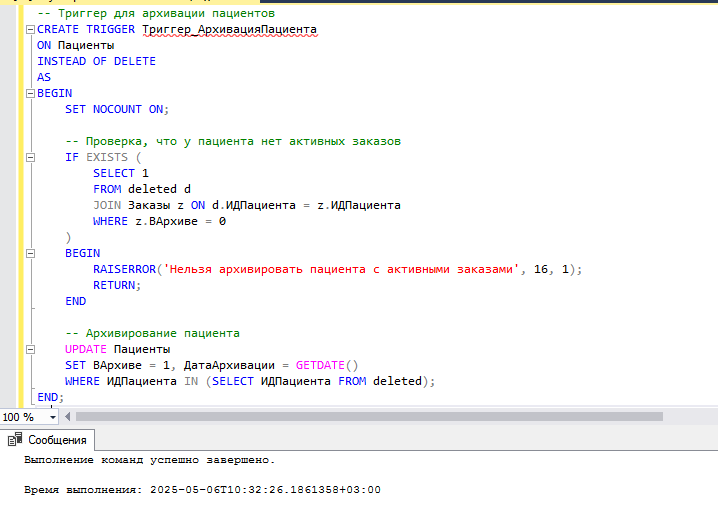 -- Триггер для архивации пациентов
CREATE TRIGGER Триггер_АрхивацияПациента
ON Пациенты
INSTEAD OF DELETE
AS
BEGIN
SET NOCOUNT ON;
-- Проверка, что у пациента нет активных заказов
IF EXISTS (
SELECT 1
FROM deleted d
JOIN Заказы z ON d.ИДПациента = z.ИДПациента
WHERE z.ВАрхиве = 0
)
BEGIN
RAISERROR('Нельзя архивировать пациента с активными заказами', 16, 1);
RETURN;
END
-- Архивирование пациента
UPDATE Пациенты
SET ВАрхиве = 1, ДатаАрхивации = GETDATE()
WHERE ИДПациента IN (SELECT ИДПациента FROM deleted);
END;
100 %
Сообщения
Выполнение команд успешно завершено.
Время выполнения: 2025-05-06T10:32:26.1861358+03:00